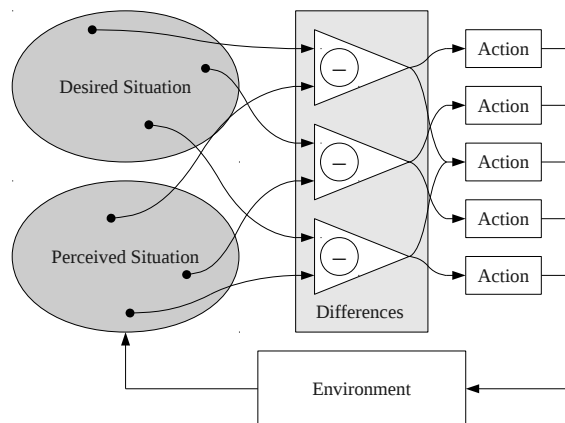 Desired Situation
Perceived Situation
−
−
−
Differences
Action
Action
Action
Action
Action
Environment